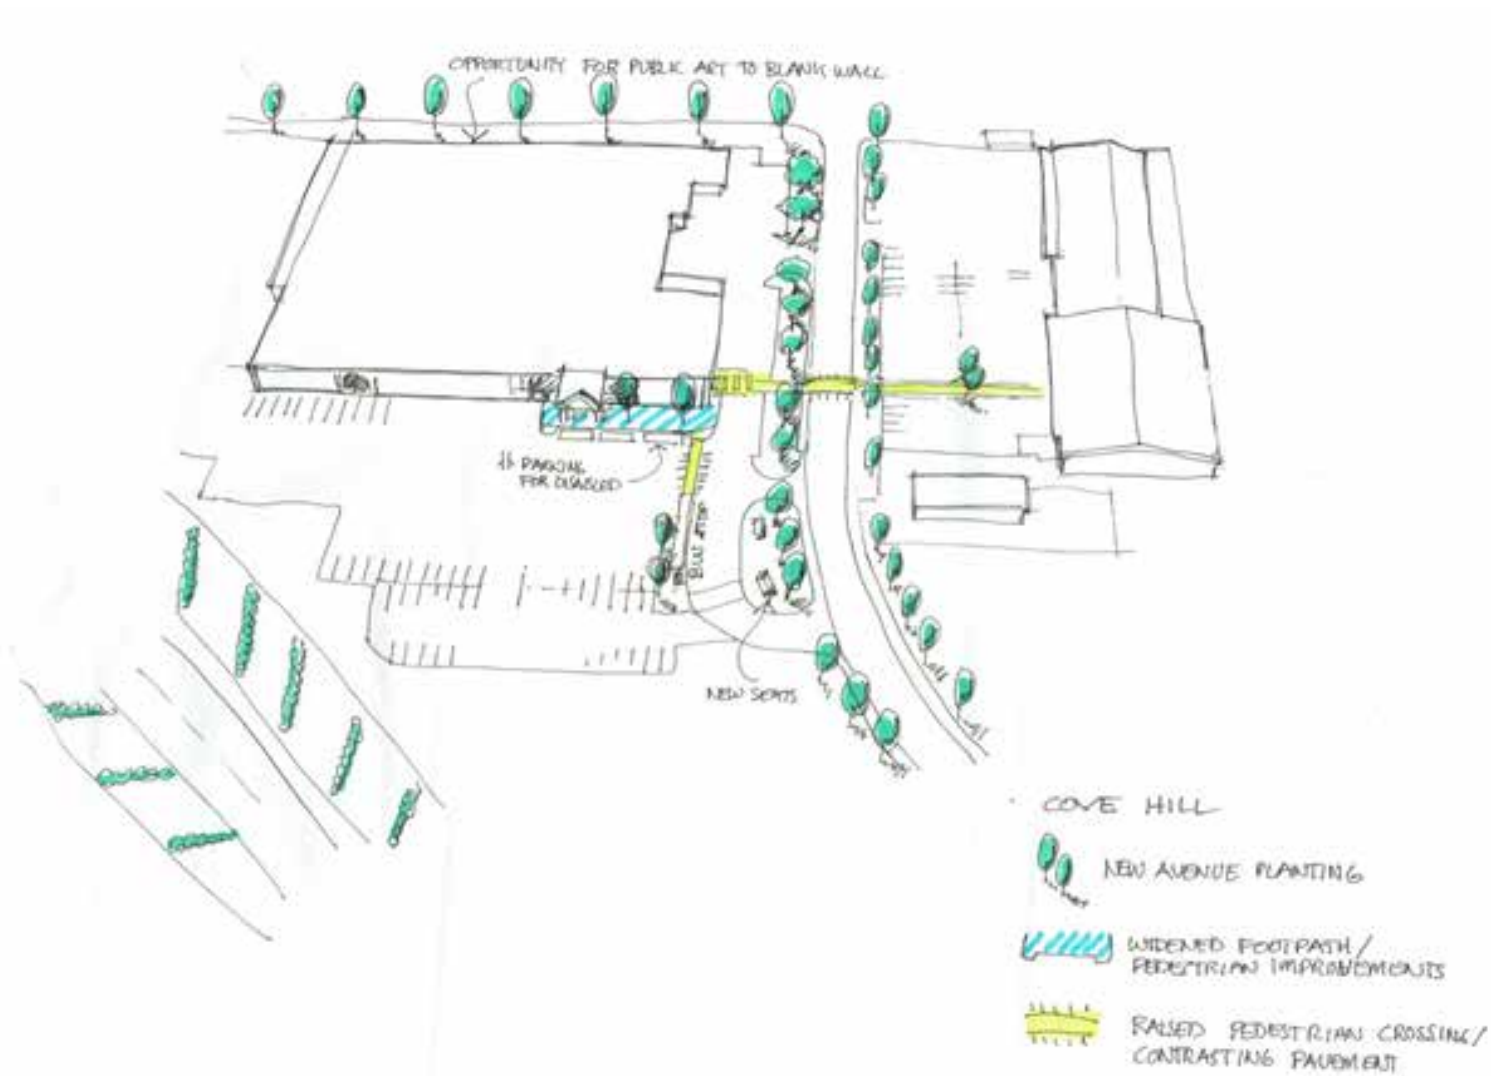 OPPORTUNITY FOR PUBLIC ART TO BLANK WALL
PARKING
FOR DISABLED
BUS STOP
NEW SEATS
COVE HILL
NEW AVENUE PLANTING
WIDENED FOOTPATH/
PEDESTRIAN IMPROVEMENTS
RAISED PEDESTRIAN CROSSING/
CONTRASTING PAVEMENT